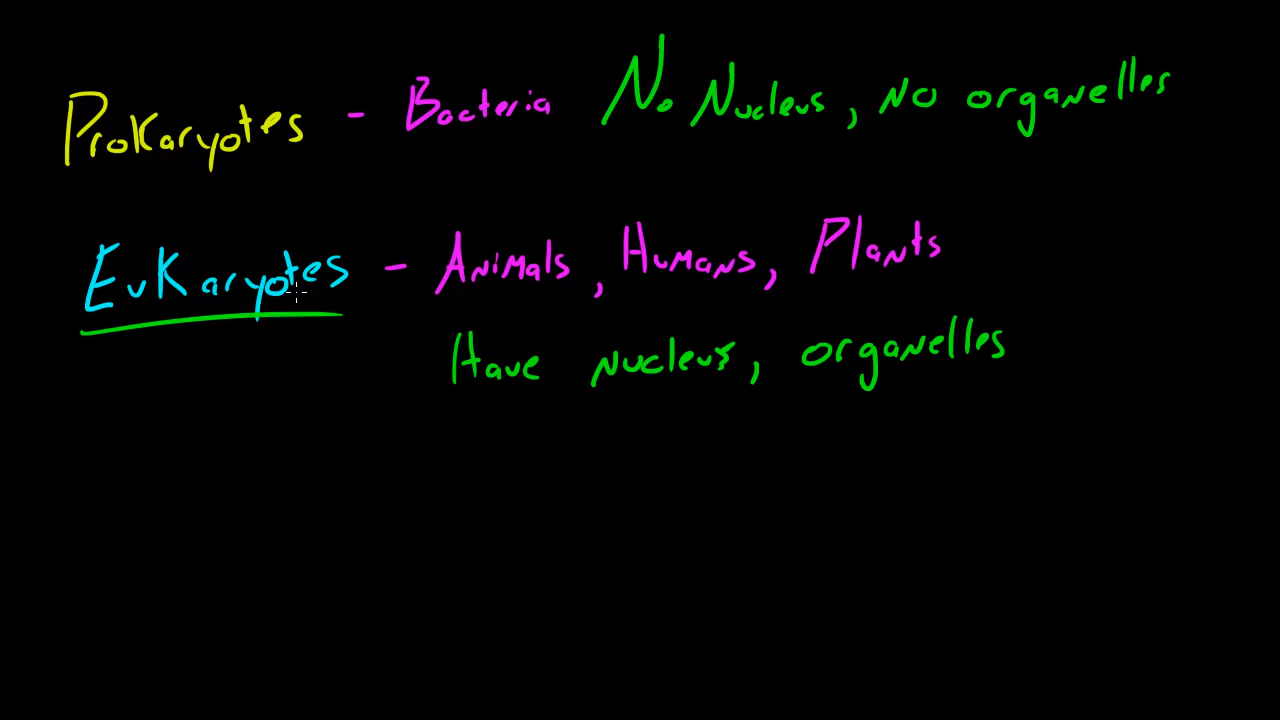 Prokaryotes - Bacteria No Nucleus, no organelles
Eukaryotes - Animals, Humans, Plants
Have nucleus, organelles